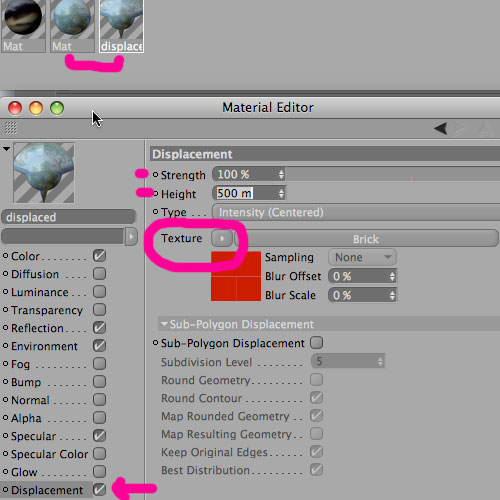 Mat
Mat
displace
Material Editor
displaced
Color
Diffusion
Luminance
Transparency
Reflection
Environment
Fog
Bump
Normal
Alpha
Specular
Specular Color
Glow
Displacement
Displacement
Strength 100 %
Height 500 m
Type Intensity (Centered)
Texture Brick
Sampling None
Blur Offset 0 %
Blur Scale 0 %
Sub-Polygon Displacement
Sub-Polygon Displacement
Subdivision Level 5
Round Geometry
Round Contour
Map Rounded Geometry
Map Resulting Geometry
Keep Original Edges
Best Distribution